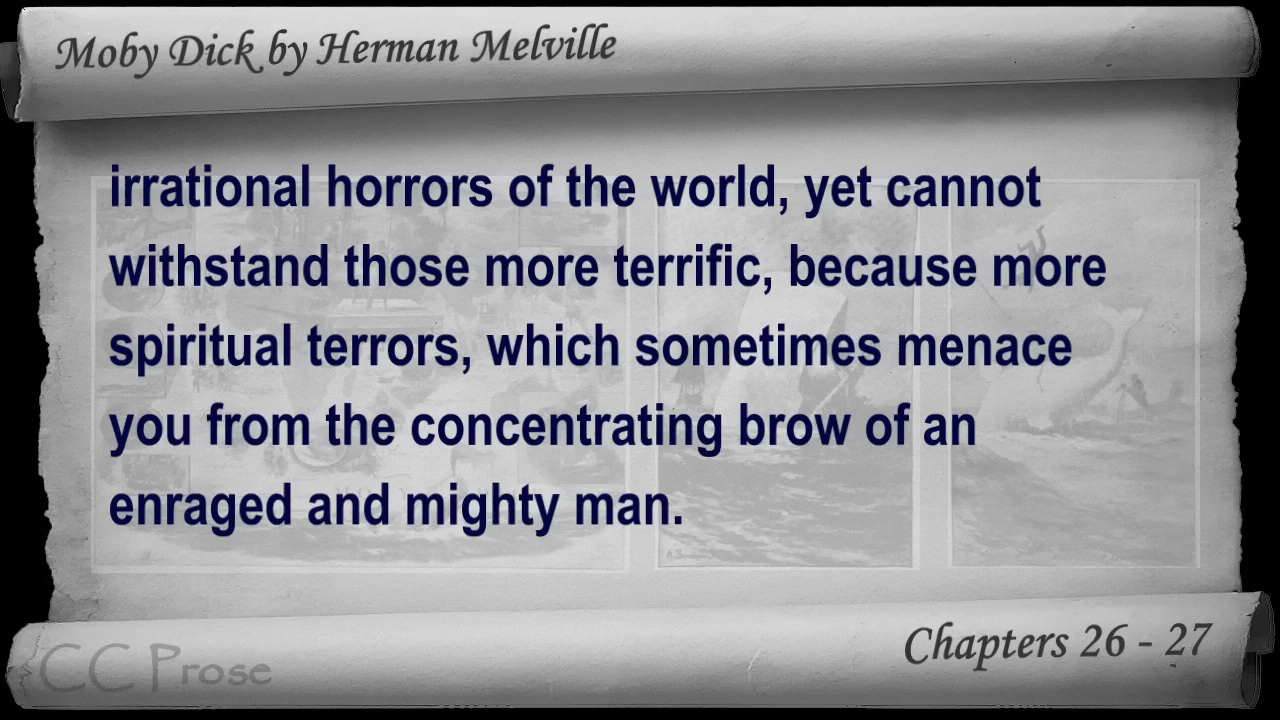 Moby Dick by Herman Melville
irrational horrors of the world, yet cannot
withstand those more terrific, because more
spiritual terrors, which sometimes menace
you from the concentrating brow of an
enraged and mighty man.
Chapters 26 - 27
CC Prose